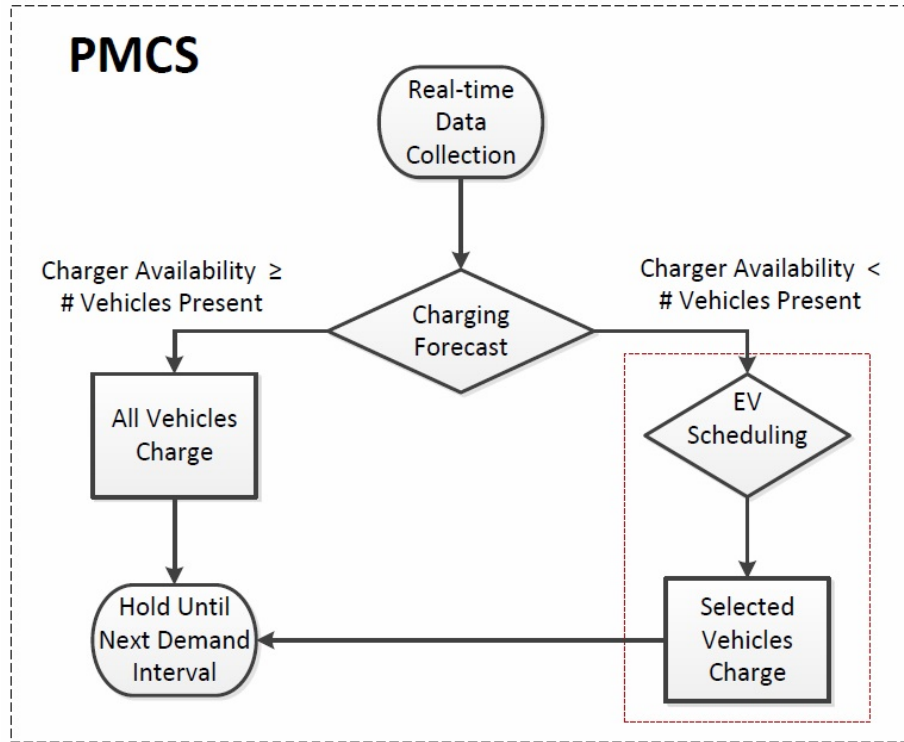 PMCS
Real-time
Data
Collection
Charger Availability ≥
# Vehicles Present
Charger Availability <
# Vehicles Present
Charging
Forecast
All Vehicles
Charge
EV
Scheduling
Hold Until
Next Demand
Interval
Selected
Vehicles
Charge